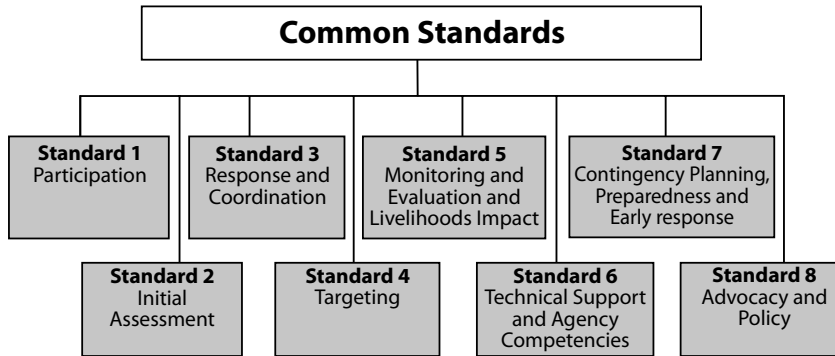 Common Standards
Standard 1
Participation
Standard 3
Response and
Coordination
Standard 5
Monitoring and
Evaluation and
Livelihoods Impact
Standard 7
Contingency Planning,
Preparedness and
Early response
Standard 2
Initial
Assessment
Standard 4
Targeting
Standard 6
Technical Support
and Agency
Competencies
Standard 8
Advocacy and
Policy